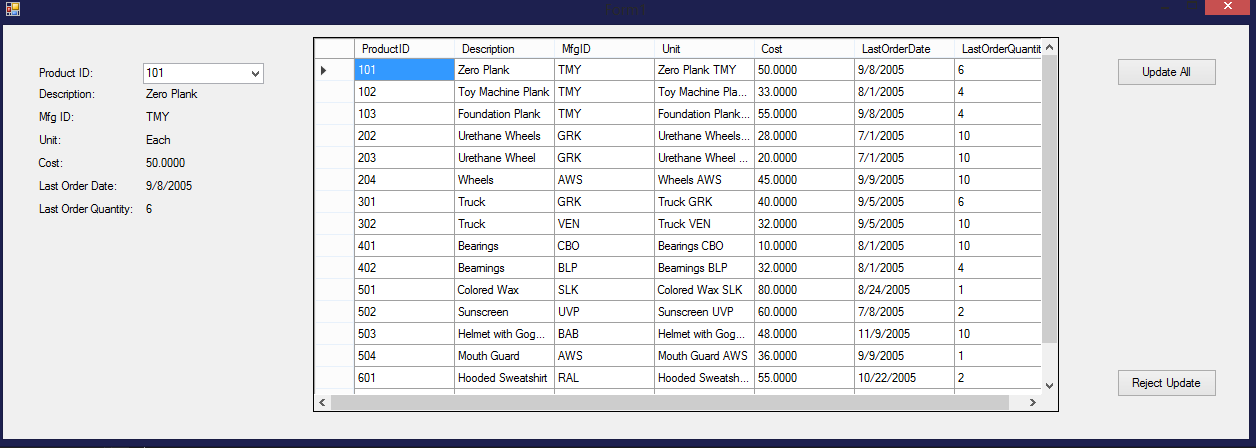 Form1
Product ID: 101
Description: Zero Plank
Mfg ID: TMY
Unit: Each
Cost: 50.0000
Last Order Date: 9/8/2005
Last Order Quantity: 6
ProductID Description MfgID Unit Cost LastOrderDate LastOrderQuantit
101 Zero Plank TMY Zero Plank TMY 50.0000 9/8/2005 6
102 Toy Machine Plank TMY Toy Machine Pla... 33.0000 8/1/2005 4
103 Foundation Plank TMY Foundation Plank... 55.0000 9/8/2005 4
202 Urethane Wheels GRK Urethane Wheels... 28.0000 7/1/2005 10
203 Urethane Wheel GRK Urethane Wheel ... 20.0000 7/1/2005 10
204 Wheels AWS Wheels AWS 45.0000 9/9/2005 10
301 Truck GRK Truck GRK 40.0000 9/5/2005 6
302 Truck VEN Truck VEN 32.0000 9/5/2005 10
401 Bearings CBO Bearings CBO 10.0000 8/1/2005 10
402 Bearnings BLP Bearnings BLP 32.0000 8/1/2005 4
501 Colored Wax SLK Colored Wax SLK 80.0000 8/24/2005 1
502 Sunscreen UVP Sunscreen UVP 60.0000 7/8/2005 2
503 Helmet with Gog... BAB Helmet with Gog... 48.0000 11/9/2005 10
504 Mouth Guard AWS Mouth Guard AWS 36.0000 9/9/2005 1
601 Hooded Sweatshirt RAL Hooded Sweatsh... 55.0000 10/22/2005 2
Update All
Reject Update